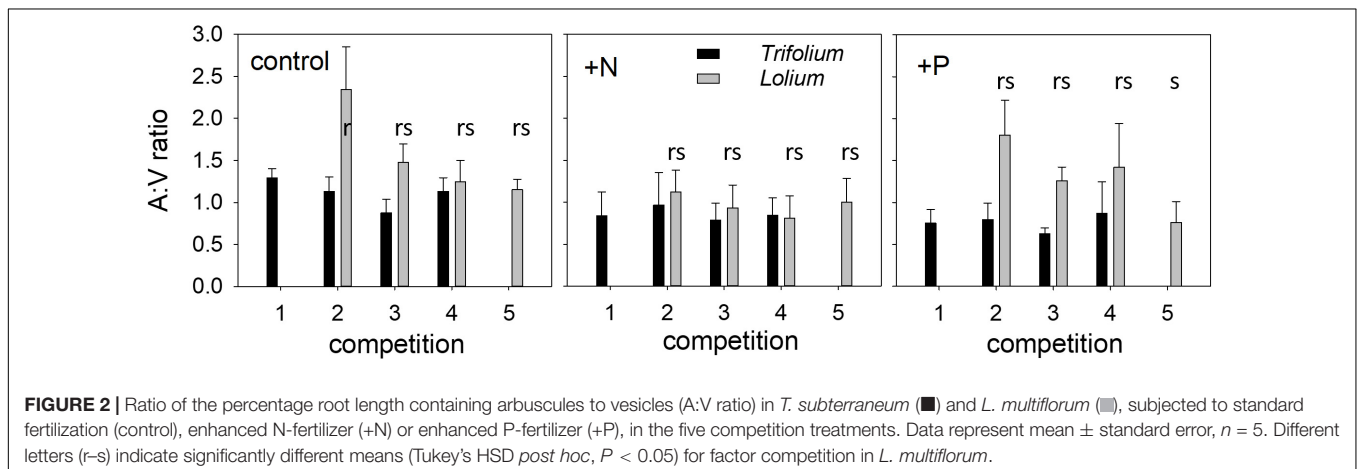 3.0
2.5
2.0
1.5
1.0
0.5
0.0
A:V ratio
control
r
rs
rs
rs
1 2 3 4 5
competition
+N
Trifolium
Lolium
rs
rs
rs
rs
1 2 3 4 5
competition
+P
rs
rs
rs
s
1 2 3 4 5
competition
FIGURE 2 | Ratio of the percentage root length containing arbuscules to vesicles (A:V ratio) in T. subterraneum (■) and L. multiflorum (■), subjected to standard
fertilization (control), enhanced N-fertilizer (+N) or enhanced P-fertilizer (+P), in the five competition treatments. Data represent mean ± standard error, n = 5. Different
letters (r–s) indicate significantly different means (Tukey's HSD post hoc, P < 0.05) for factor competition in L. multiflorum.